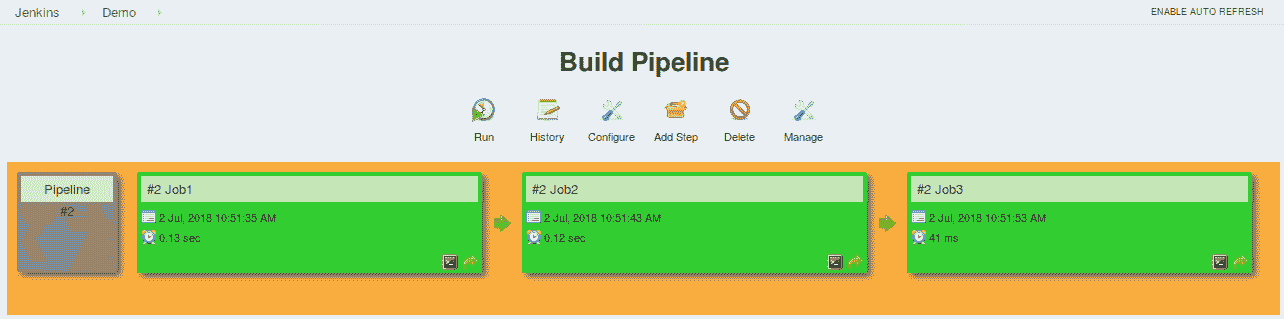 Jenkins Demo ENABLE AUTO REFRESH
Build Pipeline
Run History Configure Add Step Delete Manage
Pipeline
#2
#2 Job1
2 Jul, 2018 10:51:35 AM
0.13 sec
#2 Job2
2 Jul, 2018 10:51:43 AM
0.12 sec
#2 Job3
2 Jul, 2018 10:51:53 AM
41 ms